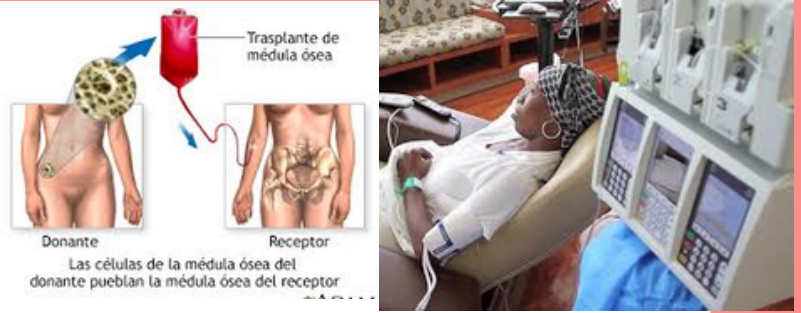 Trasplante de
médula ósea
Donante
Receptor
Las células de la médula ósea del
donante pueblan la médula ósea del receptor